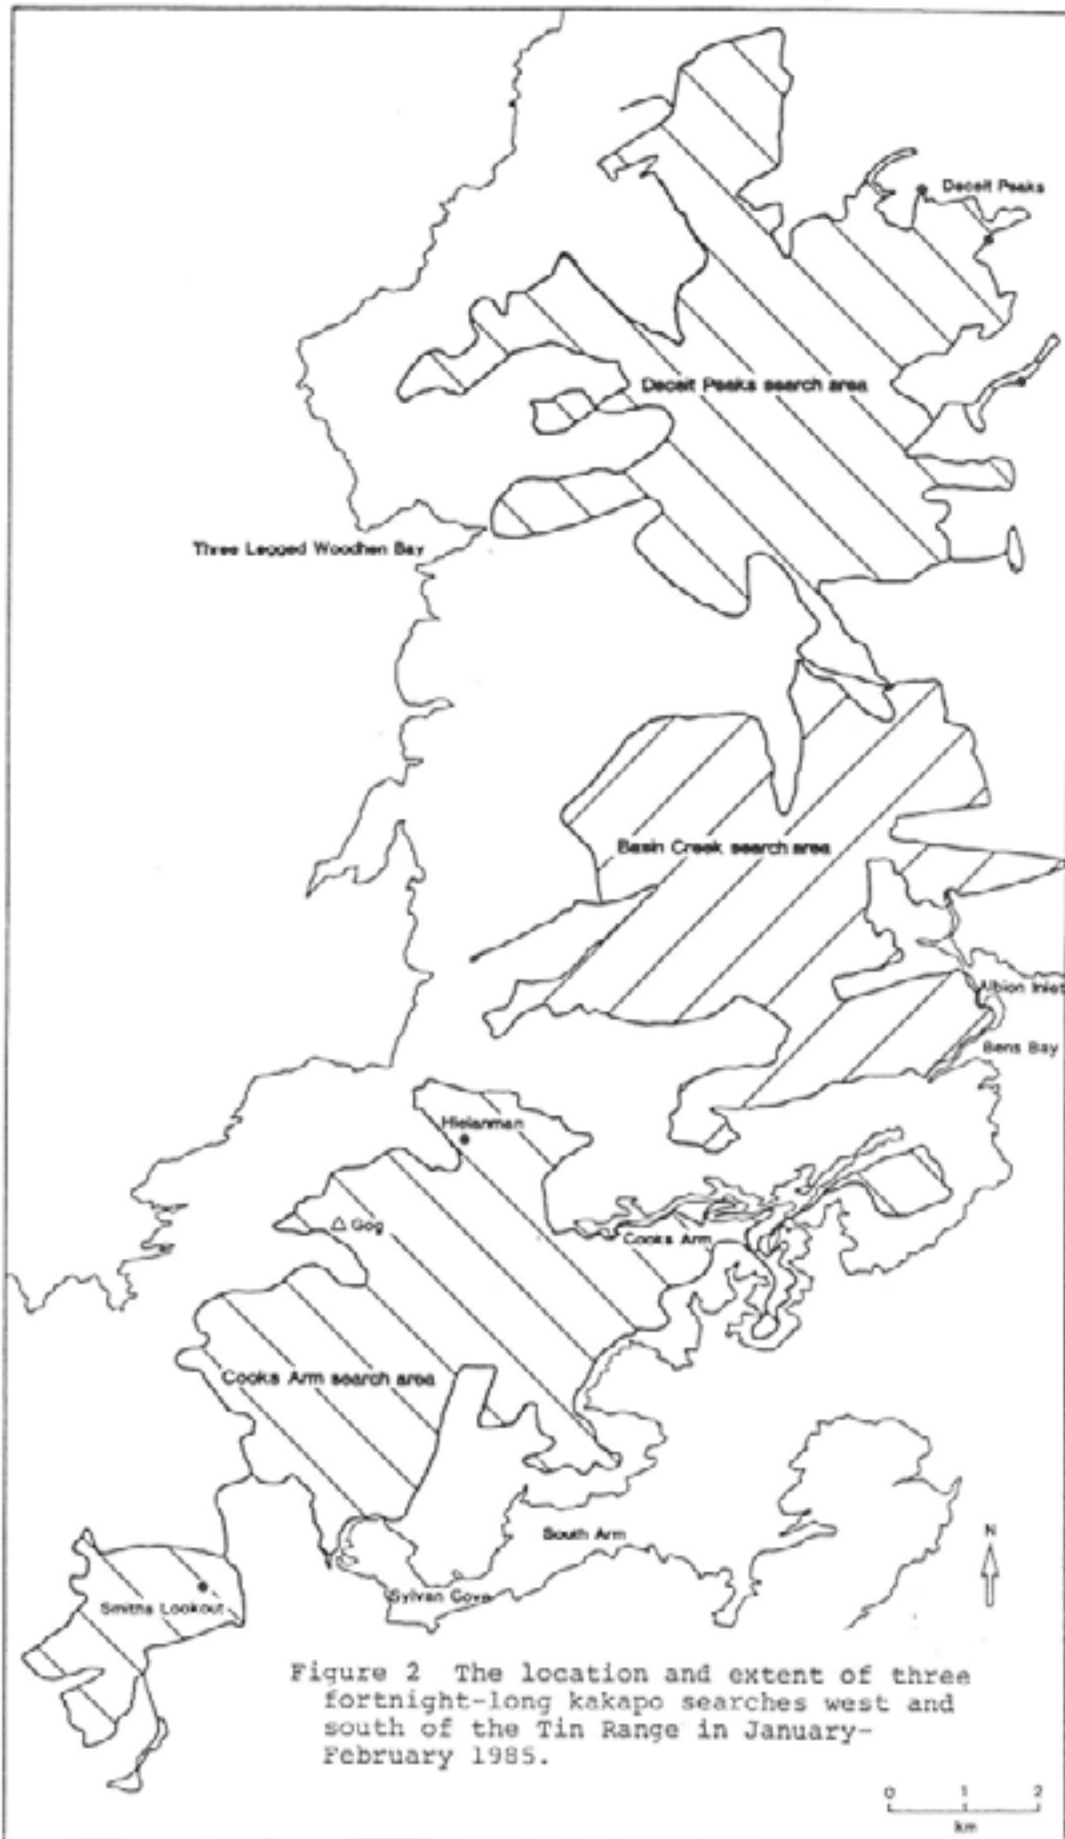 Deceit Peaks
Deceit Peaks search area
Three Legged Woodhen Bay
Basin Creek search area
Albion Inlet
Bens Bay
Hielanman
Gog
Cooks Arm
Cooks Arm search area
South Arm
N
Sylvan Cove
Smiths Lookout
Figure 2 The location and extent of three
fortnight-long kakapo searches west and
south of the Tin Range in January-
February 1985.
0 1 2
km